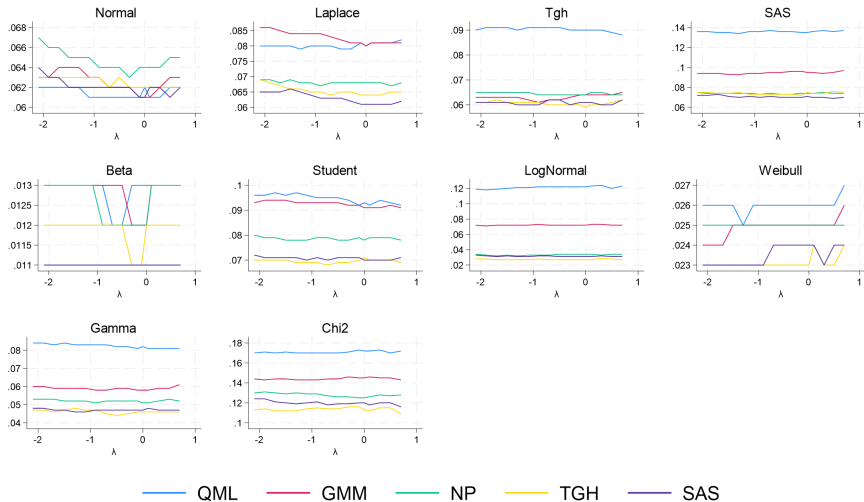 Normal
.068
.066
.064
.062
.06
-2 -1 0 1
λ
Laplace
.085
.08
.075
.07
.065
.06
-2 -1 0 1
λ
Tgh
.09
.08
.07
.06
-2 -1 0 1
λ
SAS
.14
.12
.1
.08
.06
-2 -1 0 1
λ
Beta
.013
.0125
.012
.0115
.011
-2 -1 0 1
λ
Student
.1
.09
.08
.07
-2 -1 0 1
λ
LogNormal
.12
.1
.08
.06
.04
.02
-2 -1 0 1
λ
Weibull
.027
.026
.025
.024
.023
-2 -1 0 1
λ
Gamma
.08
.07
.06
.05
.04
-2 -1 0 1
λ
Chi2
.18
.16
.14
.12
.1
-2 -1 0 1
λ
QML GMM NP TGH SAS